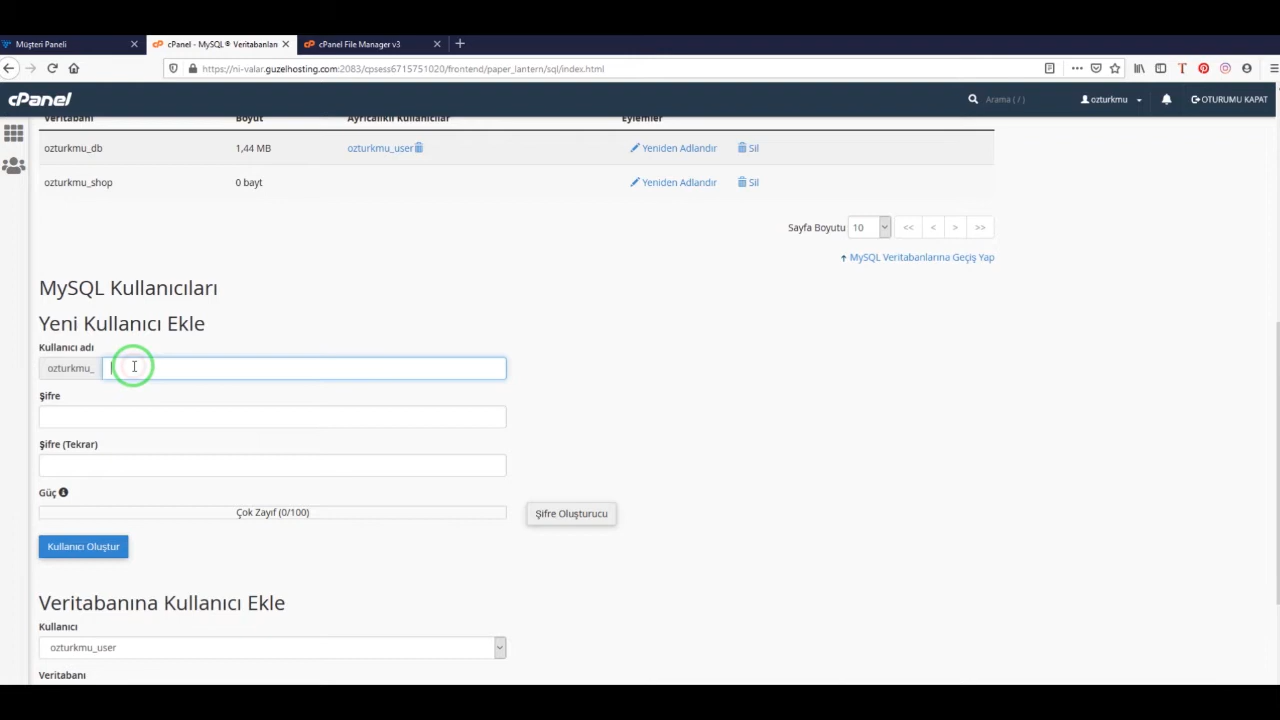 Müşteri Paneli
cPanel - MySQL® Veritabanları
cPanel File Manager v3
https://ni-valar.guzelhosting.com:2083/cpsess6715751020/frontend/paper_lantern/sql/index.html
cPanel
Arama ( / )
ozturkmu
OTURUMU KAPAT
Veritabanı Boyut Ayrıcalıklı Kullanıcılar Eylemler
ozturkmu_db 1,44 MB ozturkmu_user Yeniden Adlandır Sil
ozturkmu_shop 0 bayt Yeniden Adlandır Sil
Sayfa Boyutu 10 << < > >>
MySQL Veritabanlarına Geçiş Yap
MySQL Kullanıcıları
Yeni Kullanıcı Ekle
Kullanıcı adı
ozturkmu_
Şifre
Şifre (Tekrar)
Güç
Çok Zayıf (0/100)
Şifre Oluşturucu
Kullanıcı Oluştur
Veritabanına Kullanıcı Ekle
Kullanıcı
ozturkmu_user
Veritabanı